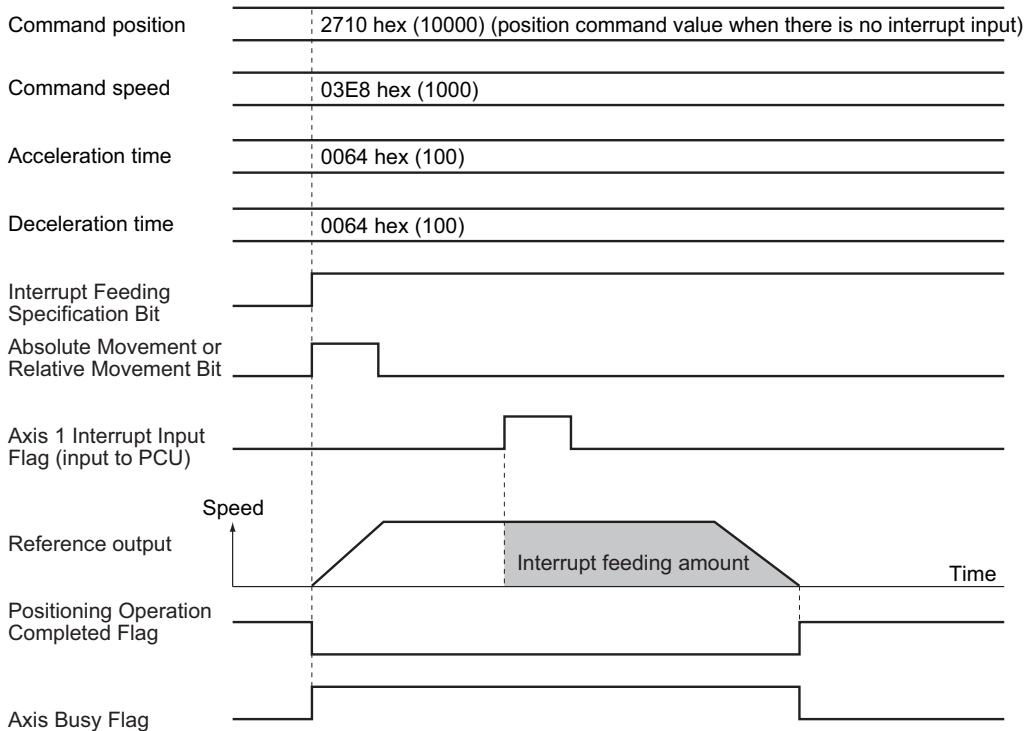 Command position
2710 hex (10000) (position command value when there is no interrupt input)
Command speed
03E8 hex (1000)
Acceleration time
0064 hex (100)
Deceleration time
0064 hex (100)
Interrupt Feeding
Specification Bit
Absolute Movement or
Relative Movement Bit
Axis 1 Interrupt Input
Flag (input to PCU)
Speed
Reference output
Interrupt feeding amount
Time
Positioning Operation
Completed Flag
Axis Busy Flag